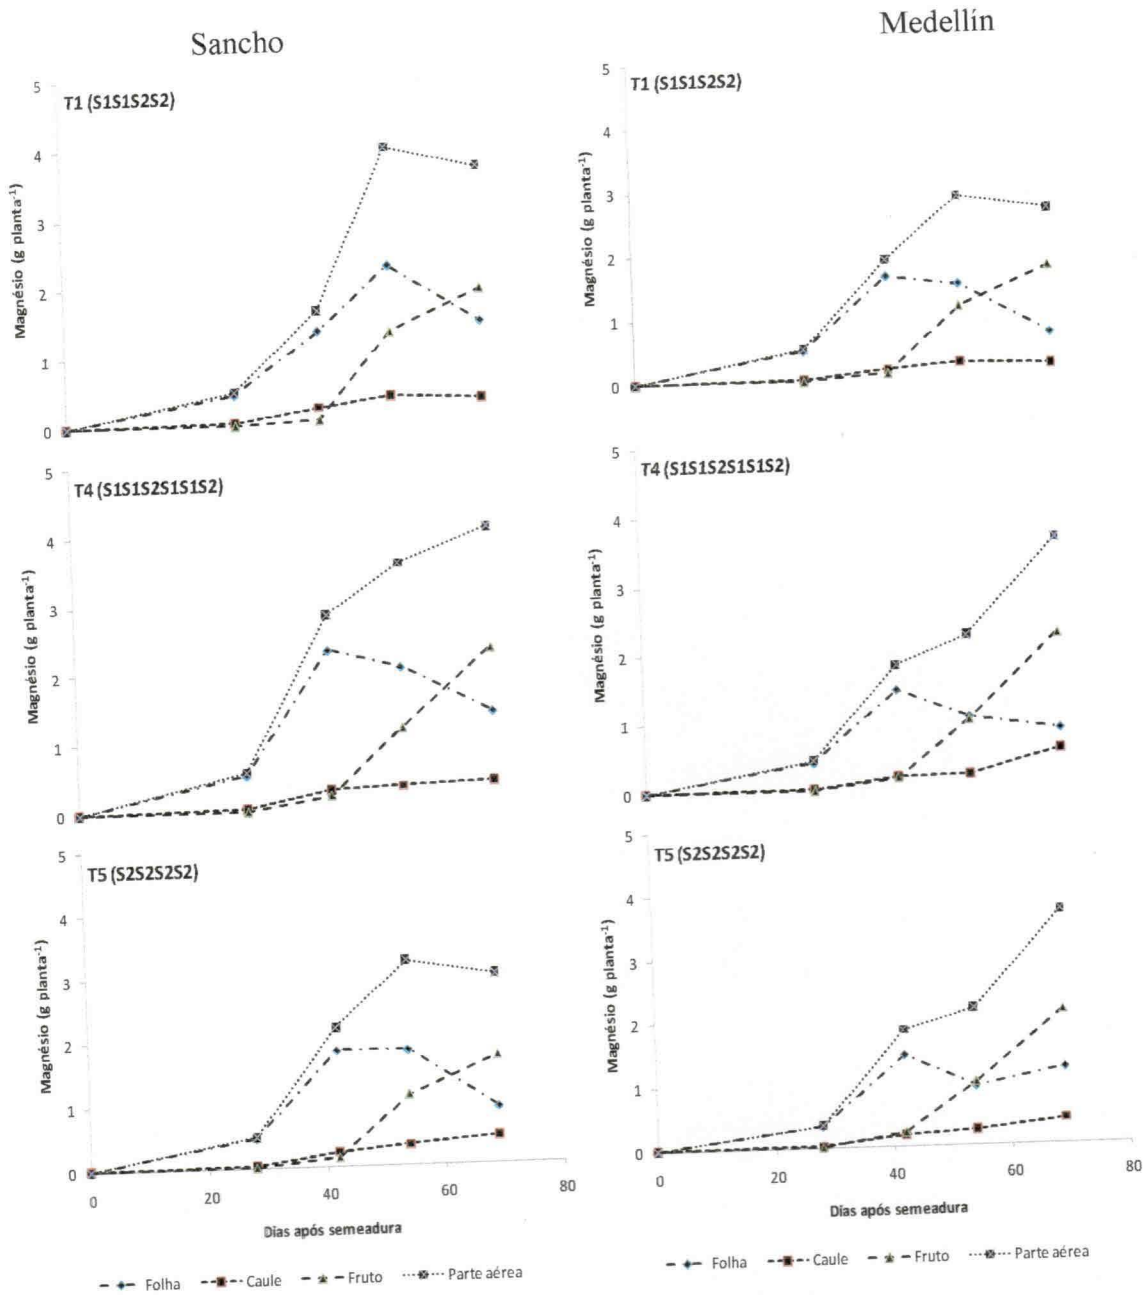 Sancho
Medellín
T1 (S1S1S2S2)
5
4
3
2
1
0
Magnésio (g planta⁻¹)
T1 (S1S1S2S2)
5
4
3
2
1
0
Magnésio (g planta⁻¹)
T4 (S1S1S2S1S1S2)
5
4
3
2
1
0
Magnésio (g planta⁻¹)
T4 (S1S1S2S1S1S2)
5
4
3
2
1
0
Magnésio (g planta⁻¹)
T5 (S2S2S2S2)
5
4
3
2
1
0
Magnésio (g planta⁻¹)
0 20 40 60 80
Dias após semeadura
Folha Caule Fruto Parte aérea
T5 (S2S2S2S2)
5
4
3
2
1
0
Magnésio (g planta⁻¹)
0 20 40 60 80
Dias após semeadura
Folha Caule Fruto Parte aérea